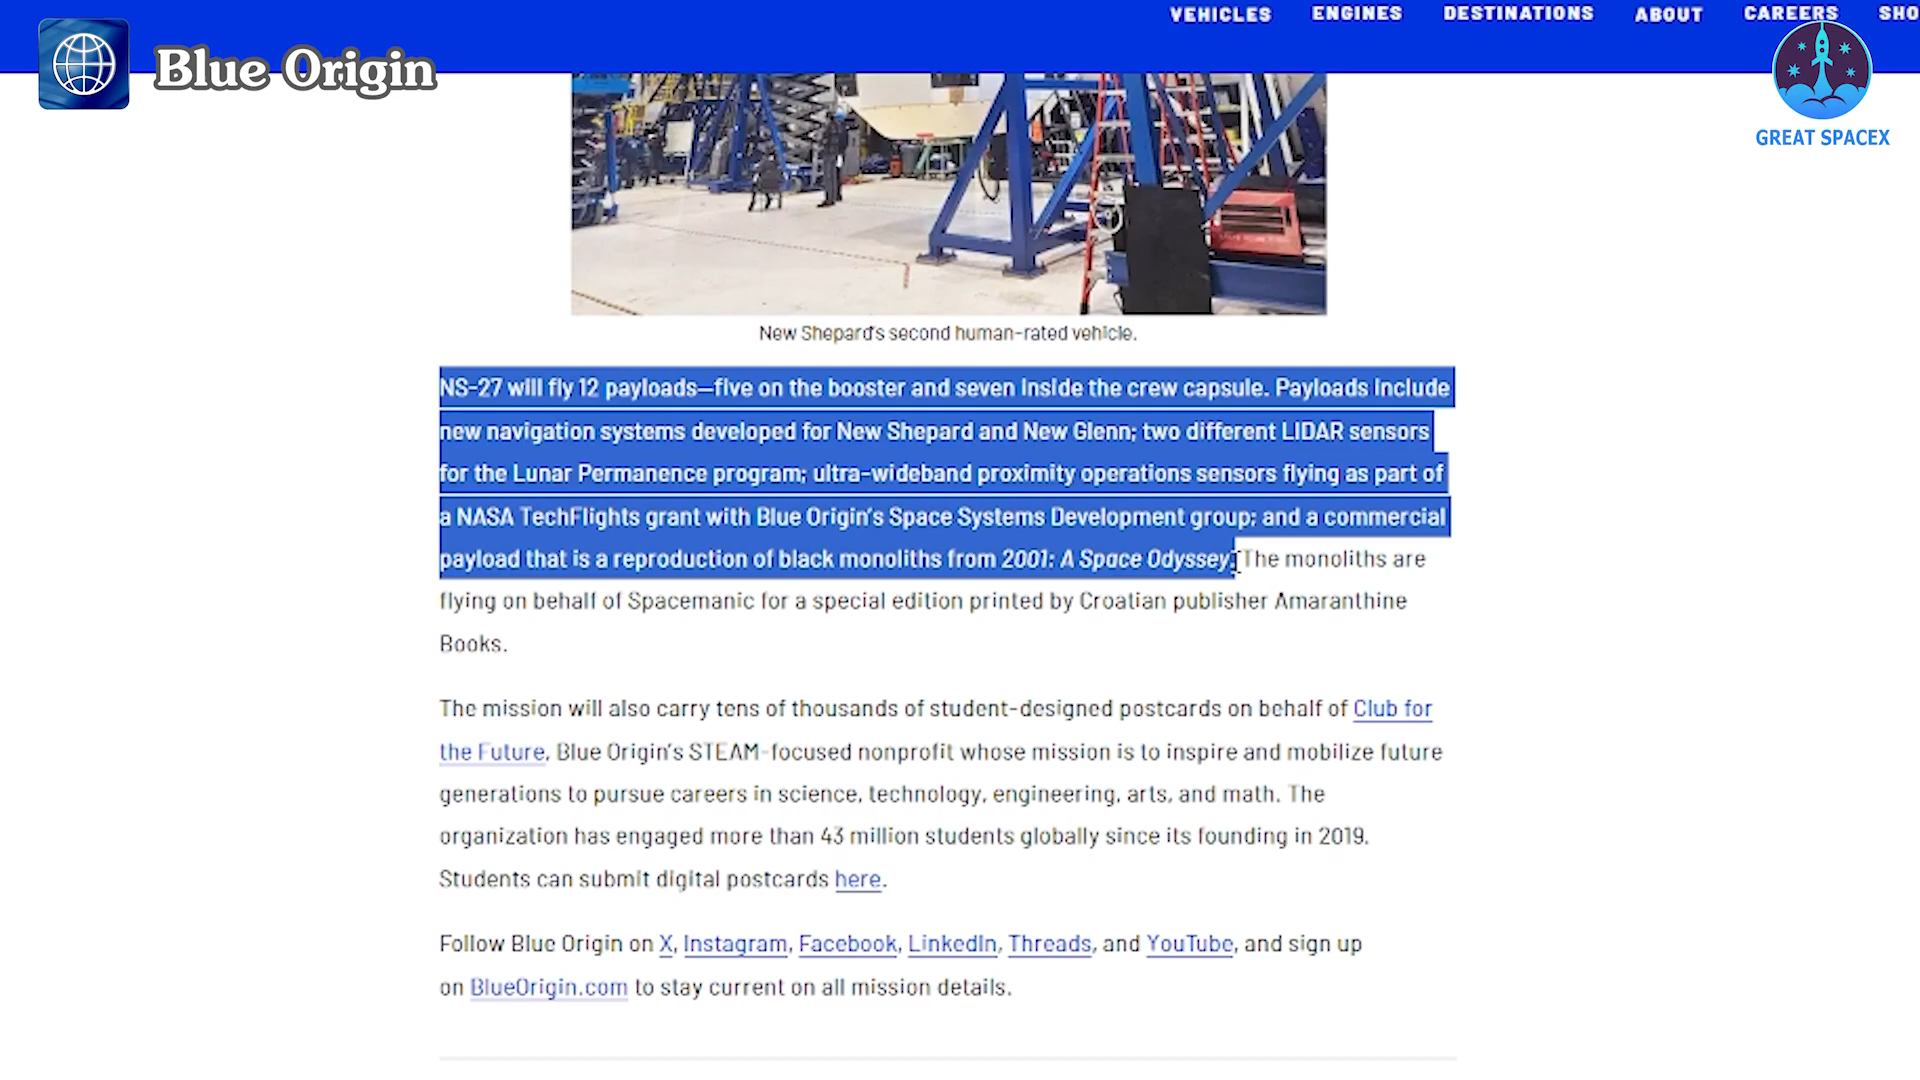 VEHICLES ENGINES DESTINATIONS ABOUT CAREERS SHO
Blue Origin
GREAT SPACEX
New Shepard's second human-rated vehicle.
NS-27 will fly 12 payloads—five on the booster and seven inside the crew capsule. Payloads include
new navigation systems developed for New Shepard and New Glenn; two different LIDAR sensors
for the Lunar Permanence program; ultra-wideband proximity operations sensors flying as part of
a NASA TechFlights grant with Blue Origin's Space Systems Development group; and a commercial
payload that is a reproduction of black monoliths from 2001: A Space Odyssey. The monoliths are
flying on behalf of Spacemanic for a special edition printed by Croatian publisher Amaranthine
Books.
The mission will also carry tens of thousands of student-designed postcards on behalf of Club for
the Future, Blue Origin's STEAM-focused nonprofit whose mission is to inspire and mobilize future
generations to pursue careers in science, technology, engineering, arts, and math. The
organization has engaged more than 43 million students globally since its founding in 2019.
Students can submit digital postcards here.
Follow Blue Origin on X, Instagram, Facebook, LinkedIn, Threads, and YouTube, and sign up
on BlueOrigin.com to stay current on all mission details.